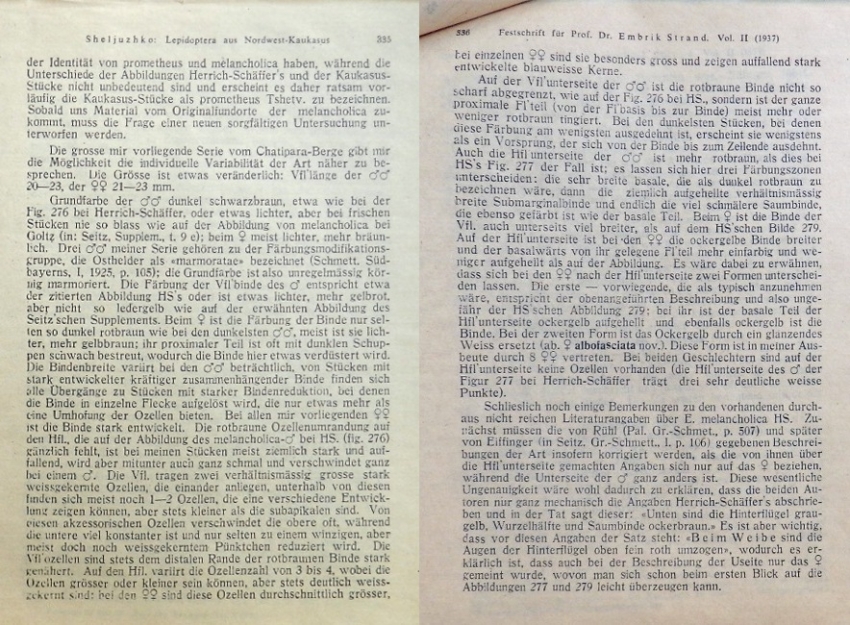 Sheljuzhko: Lepidoptera aus Nordwest-Kaukasus 335
der Identität von prometheus und melancholica haben, während die
Unterschiede der Abbildungen Herrich-Schäffer's und der Kaukasus-
Stücke nicht unbedeutend sind und erscheint es daher ratsam vor-
läufig die Kaukasus-Stücke als prometheus Tshetv. zu bezeichnen.
Sobald uns Material vom Originalfundorte der melancholica zu-
kommt, muss die Frage einer neuen sorgfältigen Untersuchung un-
terworfen werden.
Die grosse mir vorliegende Serie vom Chatipara-Berge gibt mir
die Möglichkeit die individuelle Variabilität der Art näher zu be-
sprechen. Die Grösse ist etwas veränderlich: Vfl'länge der ♂♂
20—23, der ♀♀ 21—23 mm.
Grundfarbe der ♂♂ dunkel schwarzbraun, etwa wie bei der
Fig. 276 bei Herrich-Schäffer, oder etwas lichter, aber bei frischen
Stücken nie so blass wie auf der Abbildung von melancholica bei
Goltz (in: Seitz, Supplem., t. 9 e); beim ♀ meist lichter, mehr bräun-
lich. Drei ♂♂ meiner Serie gehören zu der Färbungsmodifikations-
gruppe, die Osthelder als «marmoratae» bezeichnet (Schmett. Süd-
bayerns, I, 1925, p. 105); die Grundfarbe ist also unregelmässig kör-
nig marmoriert. Die Färbung der Vfl'binde des ♂ entspricht etwa
der zitierten Abbildung HS's oder ist etwas lichter, mehr gelbrot,
aber nicht so ledergelb wie auf der erwähnten Abbildung des
Seitz'schen Supplements. Beim ♀ ist die Färbung der Binde nur sel-
ten so dunkel rotbraun wie bei den dunkelsten ♂♂, meist ist sie lich-
ter, mehr gelbbraun; ihr proximaler Teil ist oft mit dunklen Schup-
pen schwach bestreut, wodurch die Binde hier etwas verdüstert wird.
Die Bindenbreite variirt bei den ♂♂ beträchtlich, von Stücken mit
stark entwickelter kräftiger zusammenhängender Binde finden sich
alle Übergänge zu Stücken mit starker Bindenreduktion, bei denen
die Binde in einzelne Flecke aufgelöst wird, die nur etwas mehr als
eine Umhofung der Ozellen bieten. Bei allen mir vorliegenden ♀♀
ist die Binde stark entwickelt. Die rotbraune Ozellenumrandung auf
den Hfl., die auf der Abbildung des melancholica-♂ bei HS. (fig. 276)
gänzlich fehlt, ist bei meinen Stücken meist ziemlich stark und auf-
fallend, wird aber mitunter auch ganz schmal und verschwindet ganz
bei einem ♂. Die Vfl. tragen zwei verhältnismässig grosse stark
weissgekernte Ozellen, die einander anliegen, unterhalb von diesen
finden sich meist noch 1—2 Ozellen, die eine verschiedene Entwick-
lung zeigen können, aber stets kleiner als die subapikalen sind. Von
diesen akzessorischen Ozellen verschwindet die obere oft, während
die untere viel konstanter ist und nur selten zu einem winzigen, aber
meist doch noch weissgekerntem Pünktchen reduziert wird. Die
Vfl'ozellen sind stets dem distalen Rande der rotbraunen Binde stark
genähert. Auf den Hfl. variirt die Ozellenzahl von 3 bis 4, wobei die
Ozellen grösser oder kleiner sein können, aber stets deutlich weiss-
gekernt sind: bei den ♀♀ sind diese Ozellen durchschnittlich grösser,
336 Festschrift für Prof. Dr. Embrik Strand. Vol. II (1937)
bei einzelnen ♀♀ sind sie besonders gross und zeigen auffallend stark
entwickelte blauweisse Kerne.
Auf der Vfl'unterseite der ♂♂ ist die rotbraune Binde nicht so
scharf abgegrenzt, wie auf der Fig. 276 bei HS., sondern ist der ganze
proximale Fl'teil (von der Fl'basis bis zur Binde) meist mehr oder
weniger rotbraun tingiert. Bei den dunkelsten Stücken, bei denen
diese Färbung am wenigsten ausgedehnt ist, erscheint sie wenigstens
als ein Vorsprung, der sich von der Binde bis zum Zellende ausdehnt.
Auch die Hfl'unterseite der ♂♂ ist mehr rotbraun, als dies bei
HS's Fig. 277 der Fall ist; es lassen sich hier drei Färbungszonen
unterscheiden: die sehr breite basale, die als dunkel rotbraun zu
bezeichnen wäre, dann die ziemlich aufgehellte verhältnismässig
breite Submarginalbinde und endlich die viel schmälere Saumbinde,
die ebenso gefärbt ist wie der basale Teil. Beim ♀ ist die Binde der
Vfl. auch unterseits viel breiter, als auf dem HS'schen Bilde 279.
Auf der Hfl'unterseite ist bei den ♀♀ die ockergelbe Binde breiter
und der basalwärts von ihr gelegene Fl'teil mehr einfarbig und we-
niger aufgehellt als auf der Abbildung. Es wäre dabei zu erwähnen,
dass sich bei den ♀ nach der Hfl'unterseite zwei Formen unterschei-
den lassen. Die erste — vorwiegende, die als typisch anzunehmen
wäre, entspricht der obenangeführten Beschreibung und also unge-
fähr der HS'schen Abbildung 279; bei ihr ist der basale Teil der
Hfl'unterseite ockergelb aufgehellt und ebenfalls ockergelb ist die
Binde. Bei der zweiten Form ist das Ockergelb durch ein glänzendes
Weiss ersetzt (ab. ♀ albofasciata nov.). Diese Form ist in meiner Aus-
beute durch 8 ♀♀ vertreten. Bei beiden Geschlechtern sind auf der
Hfl'unterseite keine Ozellen vorhanden (die Hfl'unterseite des ♂ der
Figur 277 bei Herrich-Schäffer trägt drei sehr deutliche weisse
Punkte).
Schliesslich noch einige Bemerkungen zu den vorhandenen durch-
aus nicht reichen Literaturangaben über E. melancholica HS. Zu-
nächst müssen die von Rühl (Pal. Gr.-Schmet., p. 507) und später
von Eiffinger (in Seitz, Gr.-Schmett., I. p. 106) gegebenen Beschrei-
bungen der Art insofern korrigiert werden, als die von ihnen über
die Hfl'unterseite gemachten Angaben sich nur auf das ♀ beziehen,
während die Unterseite der ♂ ganz anders ist. Diese wesentliche
Ungenauigkeit wäre wohl dadurch zu erklären, dass die beiden Au-
toren nur ganz mechanisch die Angaben Herrich-Schäffer's abschrie-
ben und in der Tat sagt dieser: «Unten sind die Hinterflügel grau-
gelb, Wurzelhälfte und Saumbinde ockerbraun.» Es ist aber wichtig,
dass vor diesen Angaben der Satz steht: «Beim Weibe sind die
Augen der Hinterflügel oben fein roth umzogen», wodurch es er-
klärlich ist, dass auch bei der Beschreibung der Useite nur das ♀
gemeint wurde, wovon man sich schon beim ersten Blick auf die
Abbildungen 277 und 279 leicht überzeugen kann.